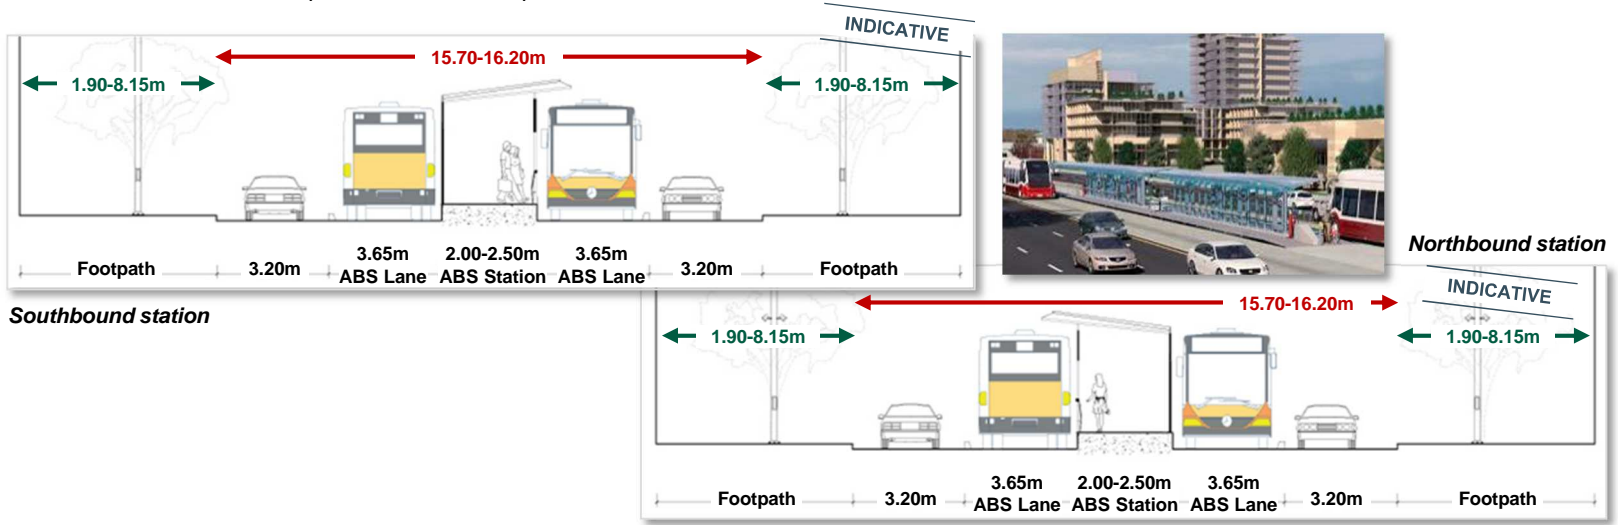 INDICATIVE
15.70-16.20m
1.90-8.15m
1.90-8.15m
Footpath
3.20m
3.65m
ABS Lane
2.00-2.50m
ABS Station
3.65m
ABS Lane
3.20m
Footpath
Southbound station
Northbound station
INDICATIVE
15.70-16.20m
1.90-8.15m
1.90-8.15m
Footpath
3.20m
3.65m
ABS Lane
2.00-2.50m
ABS Station
3.65m
ABS Lane
3.20m
Footpath